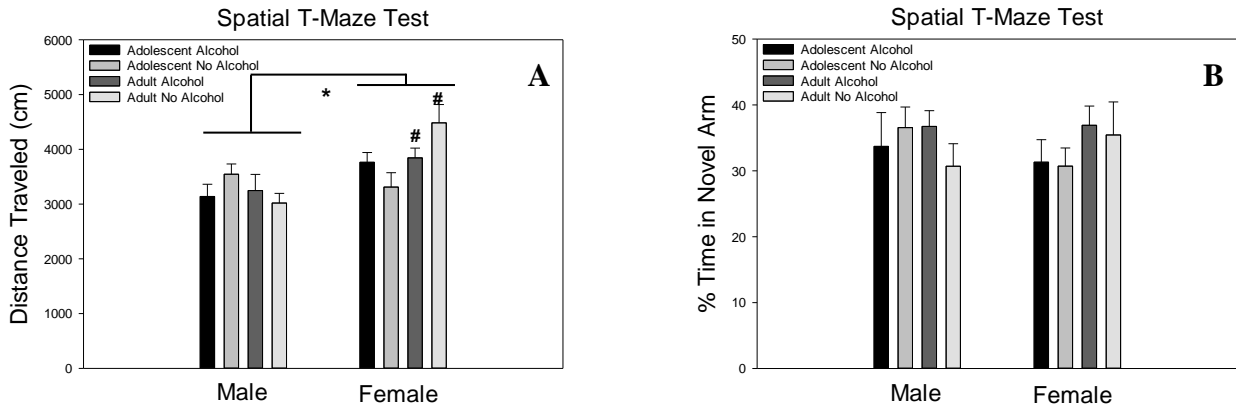 Spatial T-Maze Test
Distance Traveled (cm)
6000
5000
4000
3000
2000
1000
0
Adolescent Alcohol
Adolescent No Alcohol
Adult Alcohol
Adult No Alcohol
A
*
#
#
Male
Female
Spatial T-Maze Test
% Time in Novel Arm
50
40
30
20
10
0
Adolescent Alcohol
Adolescent No Alcohol
Adult Alcohol
Adult No Alcohol
B
Male
Female